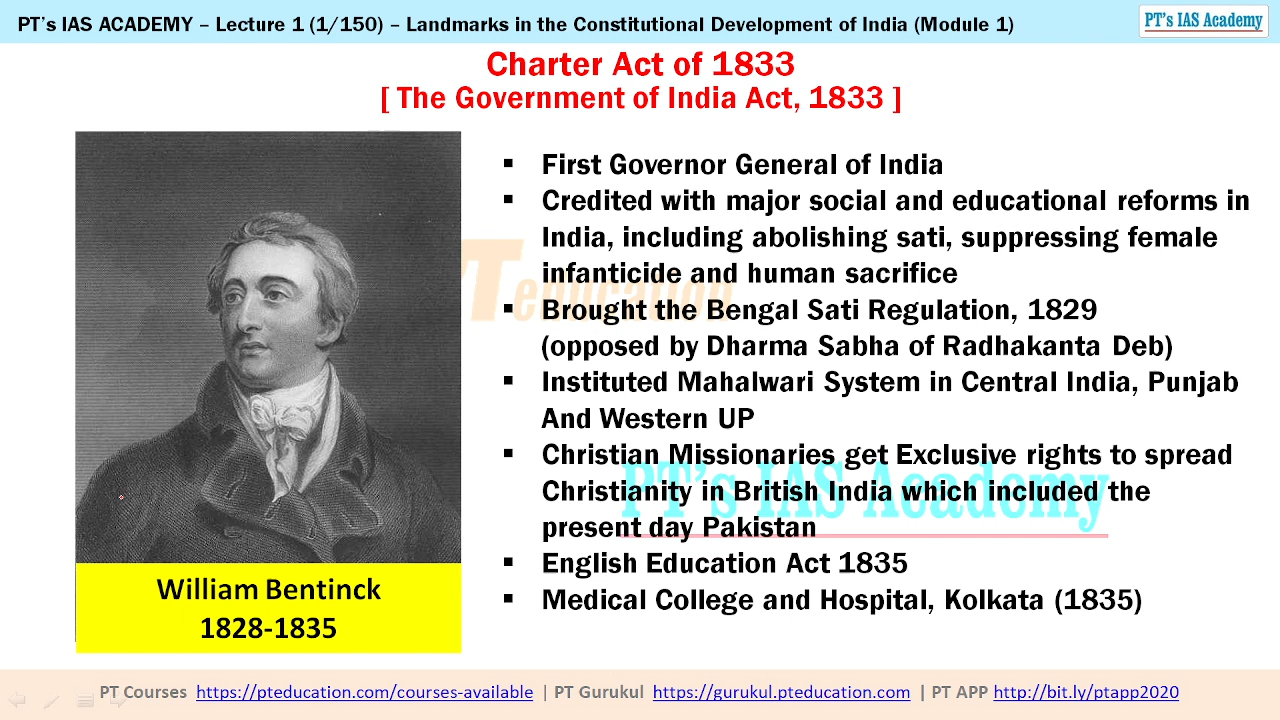 PT's IAS ACADEMY – Lecture 1 (1/150) – Landmarks in the Constitutional Development of India (Module 1)
PT's IAS Academy
Charter Act of 1833
[ The Government of India Act, 1833 ]
▪ First Governor General of India
▪ Credited with major social and educational reforms in
India, including abolishing sati, suppressing female
infanticide and human sacrifice
▪ Brought the Bengal Sati Regulation, 1829
(opposed by Dharma Sabha of Radhakanta Deb)
▪ Instituted Mahalwari System in Central India, Punjab
And Western UP
▪ Christian Missionaries get Exclusive rights to spread
Christianity in British India which included the
present day Pakistan
▪ English Education Act 1835
▪ Medical College and Hospital, Kolkata (1835)
PT education
PT's IAS Academy
William Bentinck
1828-1835
PT Courses https://pteducation.com/courses-available | PT Gurukul https://gurukul.pteducation.com | PT APP http://bit.ly/ptapp2020